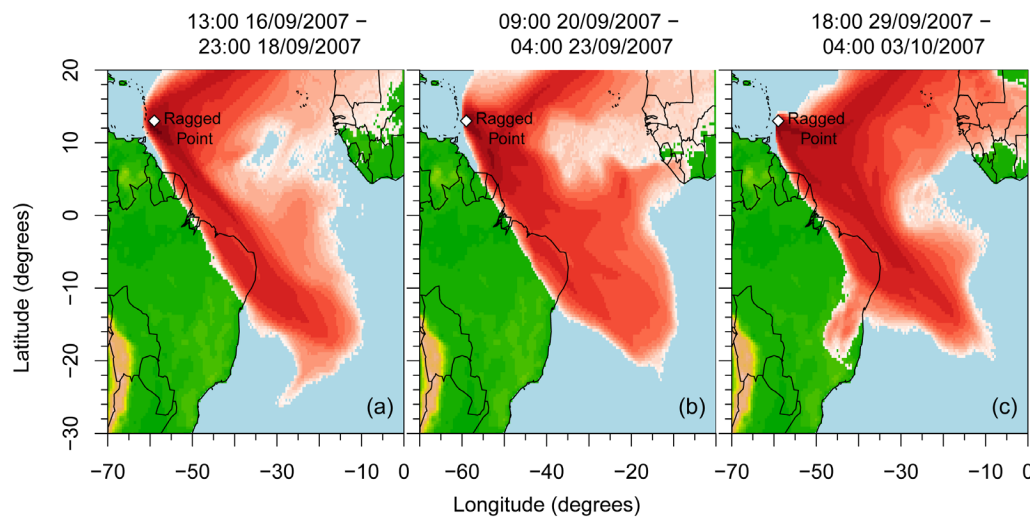 13:00 16/09/2007 −
23:00 18/09/2007
09:00 20/09/2007 −
04:00 23/09/2007
18:00 29/09/2007 −
04:00 03/10/2007
Latitude (degrees)
20
10
0
−10
−20
−30
Ragged
Point
(a)
Ragged
Point
(b)
Ragged
Point
(c)
−70 −50 −30 −10 0
−60 −40 −20
−70 −50 −30 −10 0
Longitude (degrees)